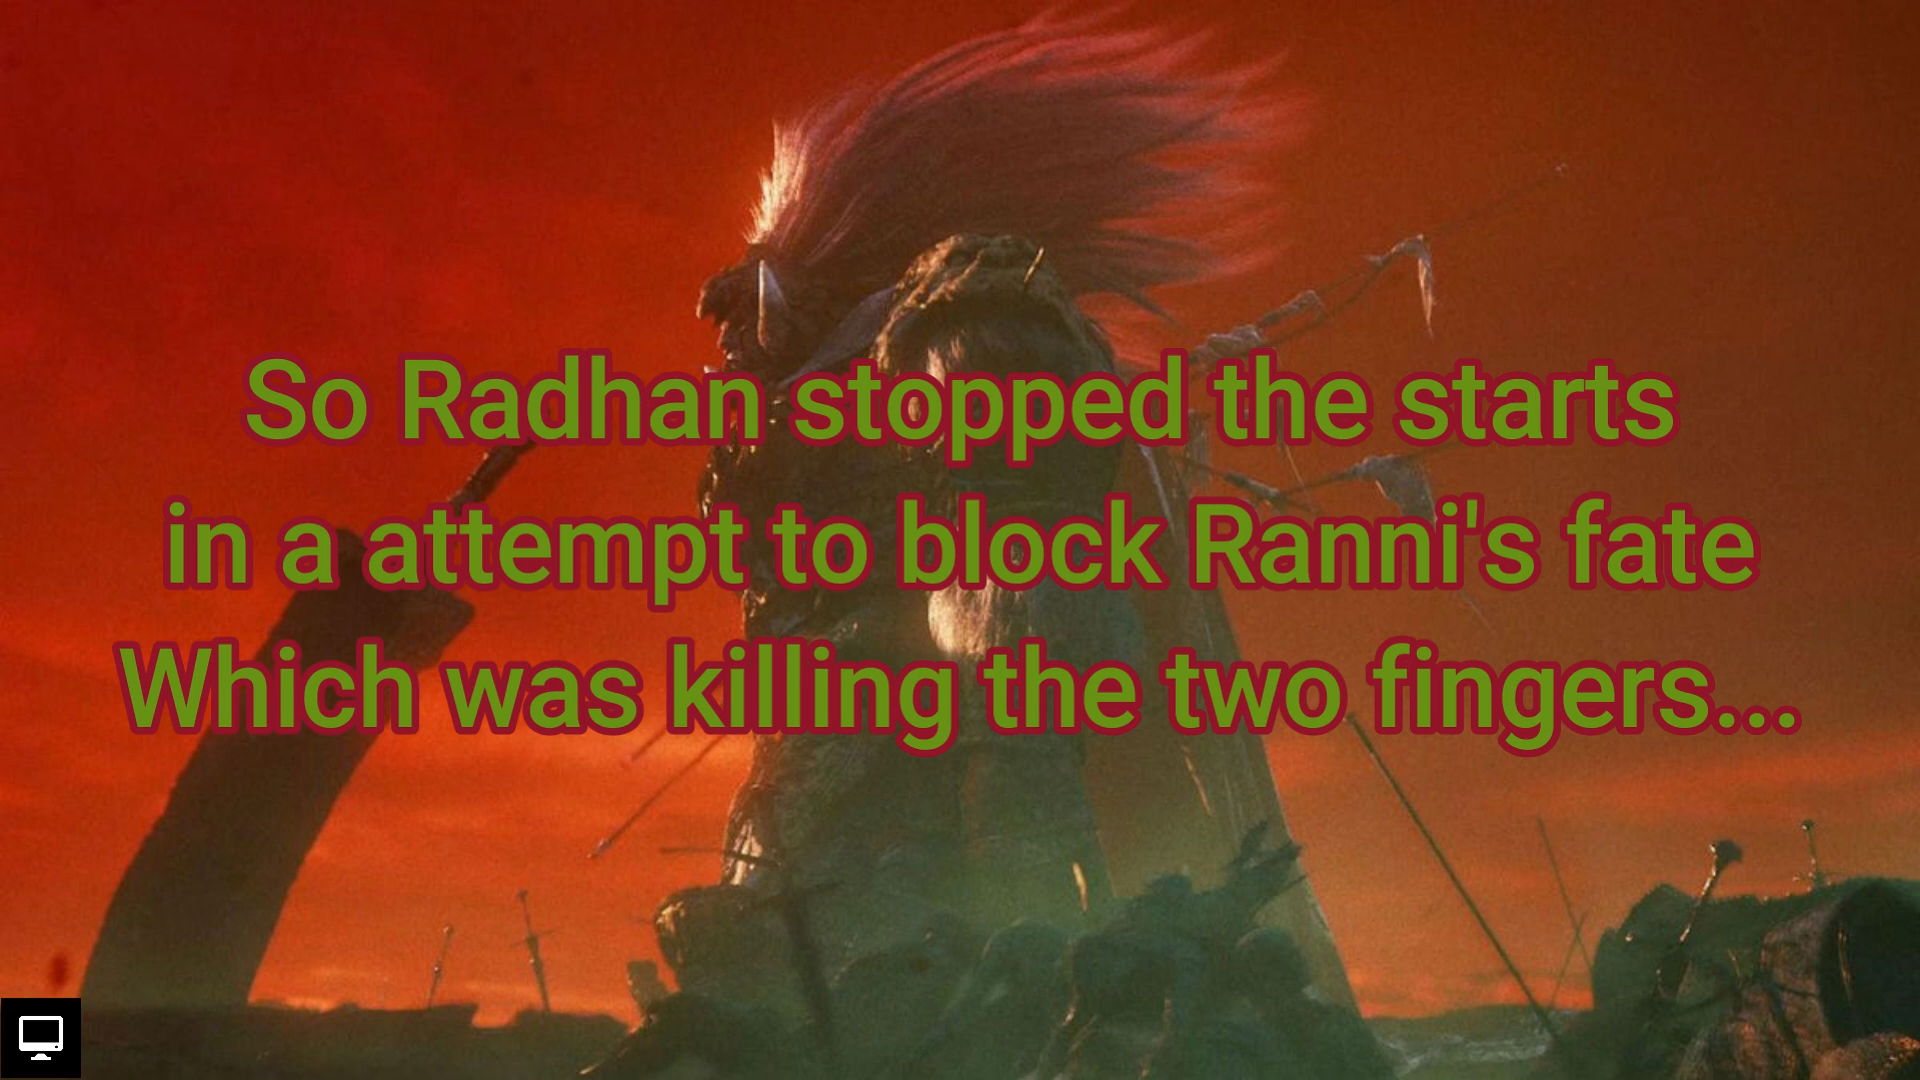 So Radhan stopped the starts
in a attempt to block Ranni's fate
Which was killing the two fingers...